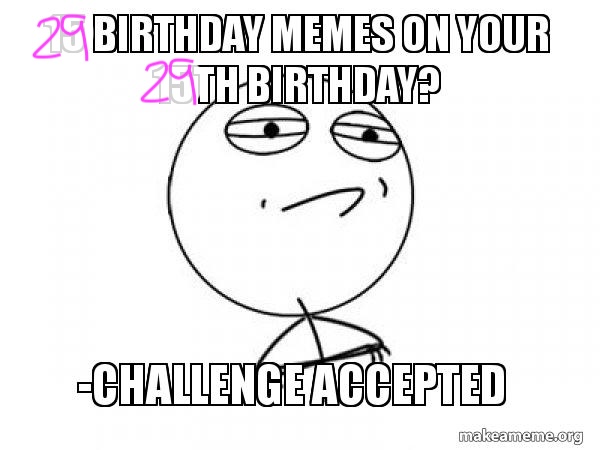 29 BIRTHDAY MEMES ON YOUR
29TH BIRTHDAY?
-CHALLENGE ACCEPTED
makeameme.org